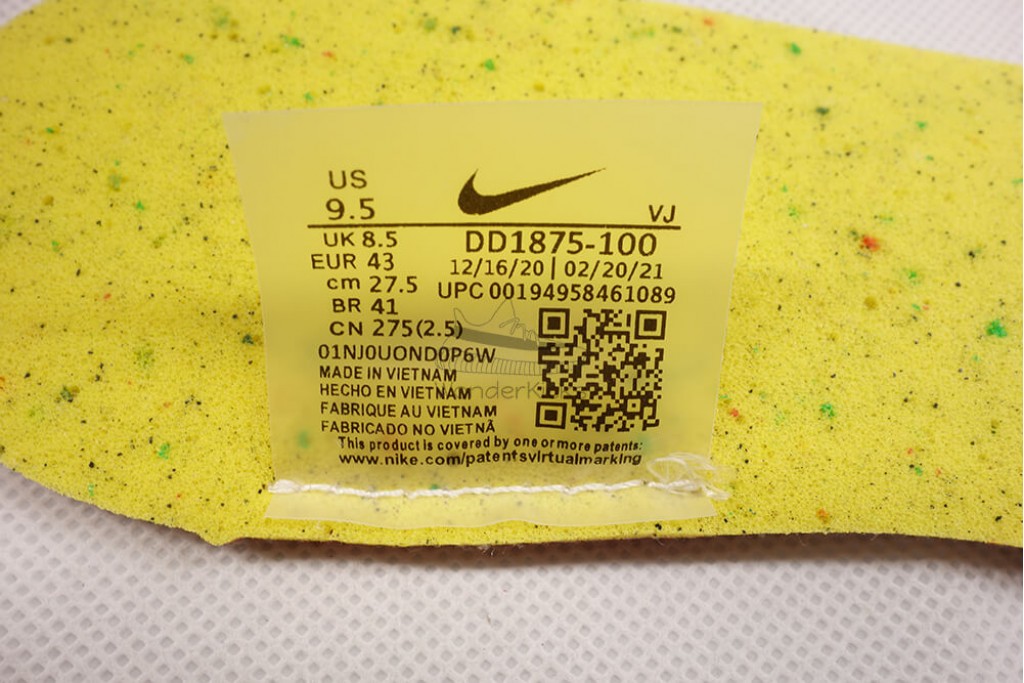 US
9.5
VJ
UK 8.5
DD1875-100
EUR 43
12/16/20 | 02/20/21
cm 27.5
UPC 00194958461089
BR 41
CN 275(2.5)
01NJ0UOND0P6W
MADE IN VIETNAM
HECHO EN VIETNAM
FABRIQUE AU VIETNAM
FABRICADO NO VIETNÃ
This product is covered by one or more patents:
www.nike.com/patentsvirtualmarking